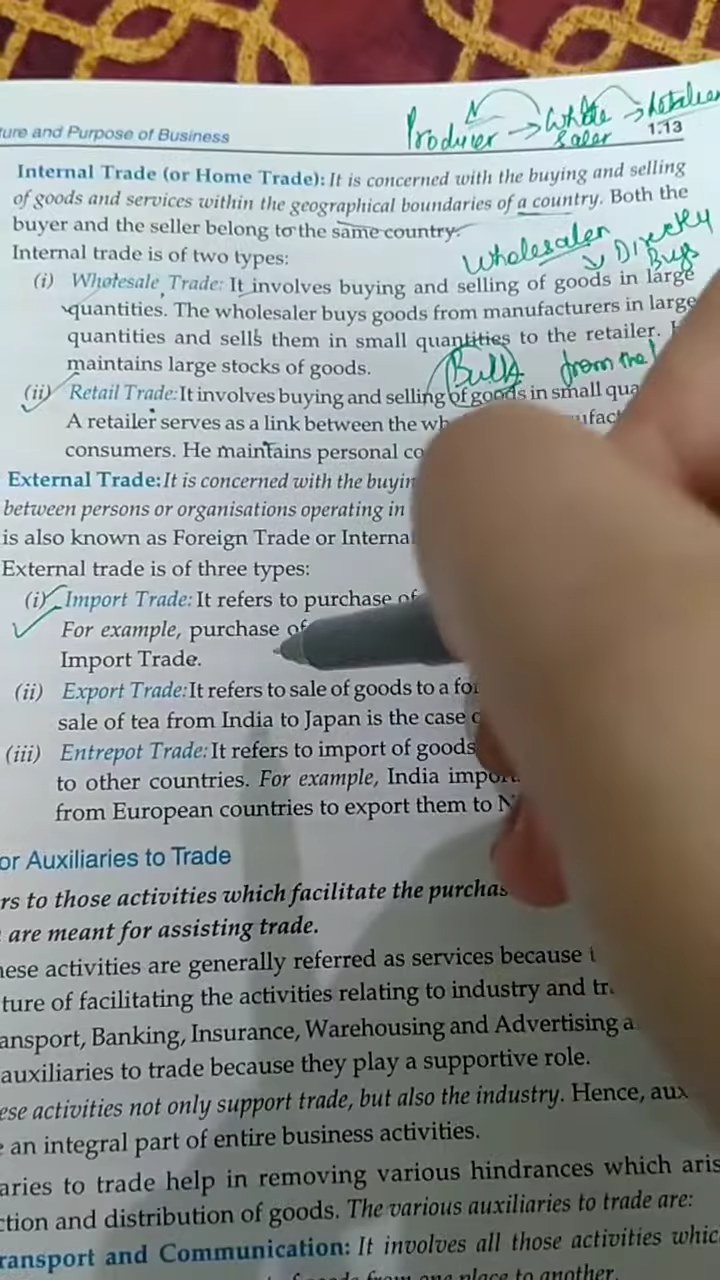 Producer → Whole saler → Retailer
ture and Purpose of Business 1.13
Internal Trade (or Home Trade): It is concerned with the buying and selling
of goods and services within the geographical boundaries of a country. Both the
buyer and the seller belong to the same country.
Wholesaler
Directly
Buys
Internal trade is of two types:
(i) Wholesale Trade: It involves buying and selling of goods in large
quantities. The wholesaler buys goods from manufacturers in large
quantities and sells them in small quantities to the retailer.
maintains large stocks of goods.
(Bulk) from the
(ii) Retail Trade: It involves buying and selling of goods in small qua
A retailer serves as a link between the wh ufac
consumers. He maintains personal co
External Trade: It is concerned with the buyin
between persons or organisations operating in
is also known as Foreign Trade or Interna
External trade is of three types:
(i) Import Trade: It refers to purchase of
For example, purchase of
Import Trade.
(ii) Export Trade: It refers to sale of goods to a for
sale of tea from India to Japan is the case o
(iii) Entrepot Trade: It refers to import of goods
to other countries. For example, India impor
from European countries to export them to N
or Auxiliaries to Trade
rs to those activities which facilitate the purchas
are meant for assisting trade.
hese activities are generally referred as services because t
ture of facilitating the activities relating to industry and tr
ansport, Banking, Insurance, Warehousing and Advertising a
auxiliaries to trade because they play a supportive role.
ese activities not only support trade, but also the industry. Hence, aux
e an integral part of entire business activities.
aries to trade help in removing various hindrances which aris
ction and distribution of goods. The various auxiliaries to trade are:
ransport and Communication: It involves all those activities whic
of goods from one place to another.